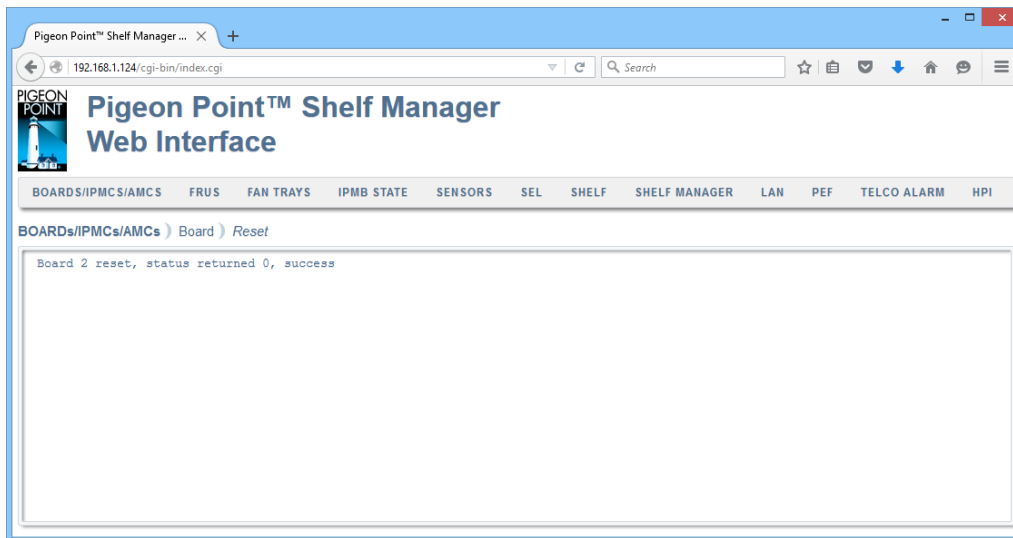 Pigeon Point™ Shelf Manager ...
192.168.1.124/cgi-bin/index.cgi
Search
PIGEON
POINT
Pigeon Point™ Shelf Manager
Web Interface
BOARDS/IPMCS/AMCS FRUS FAN TRAYS IPMB STATE SENSORS SEL SHELF SHELF MANAGER LAN PEF TELCO ALARM HPI
BOARDs/IPMCs/AMCs Board Reset
Board 2 reset, status returned 0, success